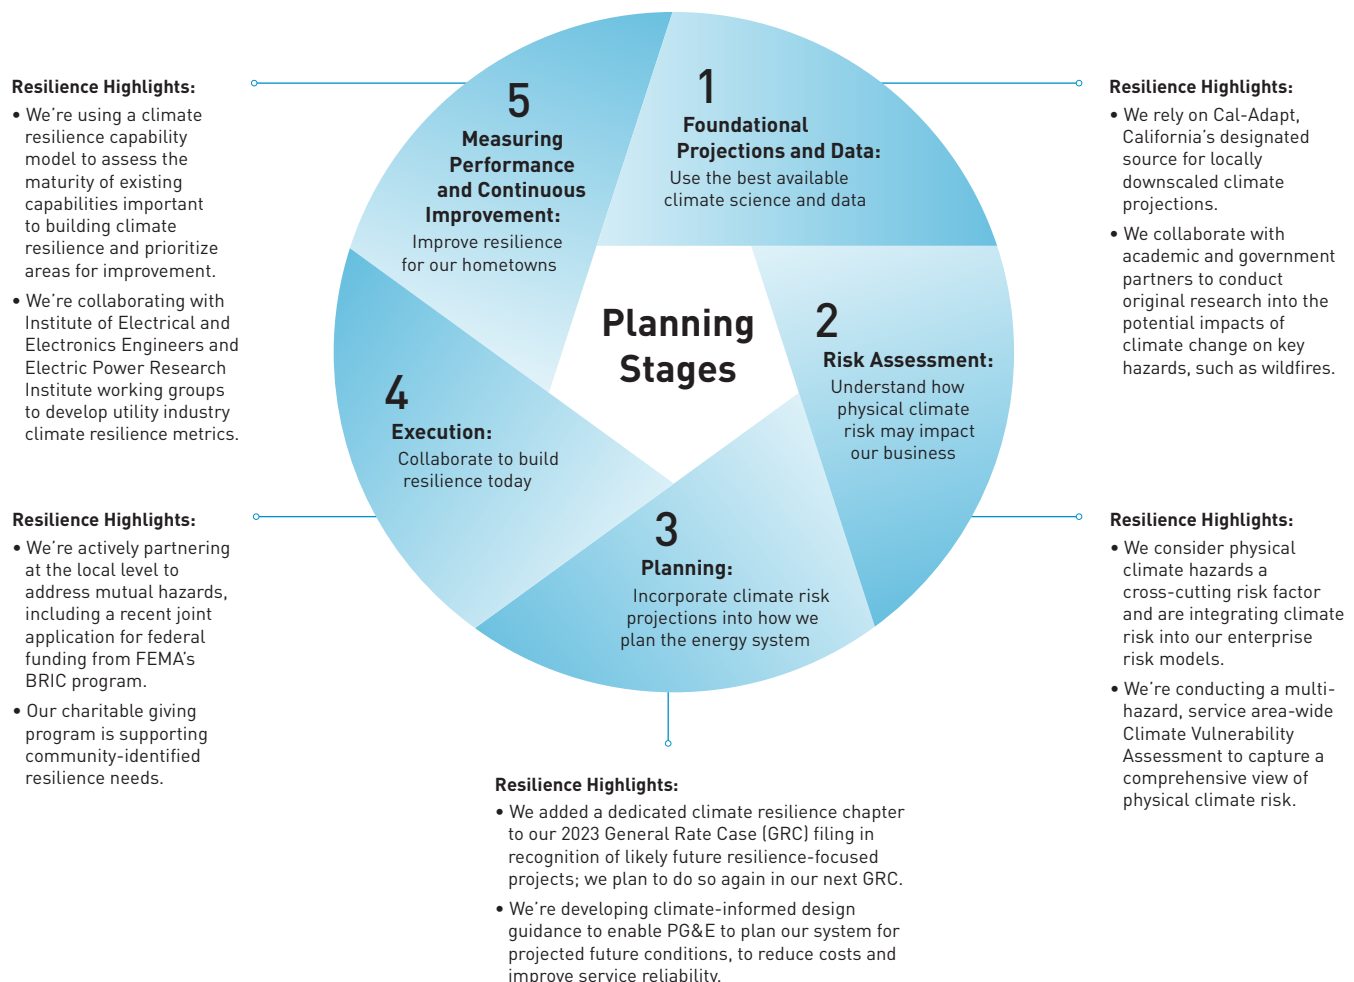 Planning
Stages
1
Foundational
Projections and Data:
Use the best available
climate science and data
Resilience Highlights:
• We rely on Cal-Adapt,
California’s designated
source for locally
downscaled climate
projections.
• We collaborate with
academic and government
partners to conduct
original research into the
potential impacts of
climate change on key
hazards, such as wildfires.
2
Risk Assessment:
Understand how
physical climate
risk may impact
our business
Resilience Highlights:
• We consider physical
climate hazards a
cross-cutting risk factor
and are integrating climate
risk into our enterprise
risk models.
• We’re conducting a multi-
hazard, service area-wide
Climate Vulnerability
Assessment to capture a
comprehensive view of
physical climate risk.
3
Planning:
Incorporate climate risk
projections into how we
plan the energy system
Resilience Highlights:
• We added a dedicated climate resilience chapter
to our 2023 General Rate Case (GRC) filing in
recognition of likely future resilience-focused
projects; we plan to do so again in our next GRC.
• We’re developing climate-informed design
guidance to enable PG&E to plan our system for
projected future conditions, to reduce costs and
improve service reliability.
4
Execution:
Collaborate to build
resilience today
Resilience Highlights:
• We’re actively partnering
at the local level to
address mutual hazards,
including a recent joint
application for federal
funding from FEMA’s
BRIC program.
• Our charitable giving
program is supporting
community-identified
resilience needs.
5
Measuring
Performance
and Continuous
Improvement:
Improve resilience
for our hometowns
Resilience Highlights:
• We’re using a climate
resilience capability
model to assess the
maturity of existing
capabilities important
to building climate
resilience and prioritize
areas for improvement.
• We’re collaborating with
Institute of Electrical and
Electronics Engineers and
Electric Power Research
Institute working groups
to develop utility industry
climate resilience metrics.